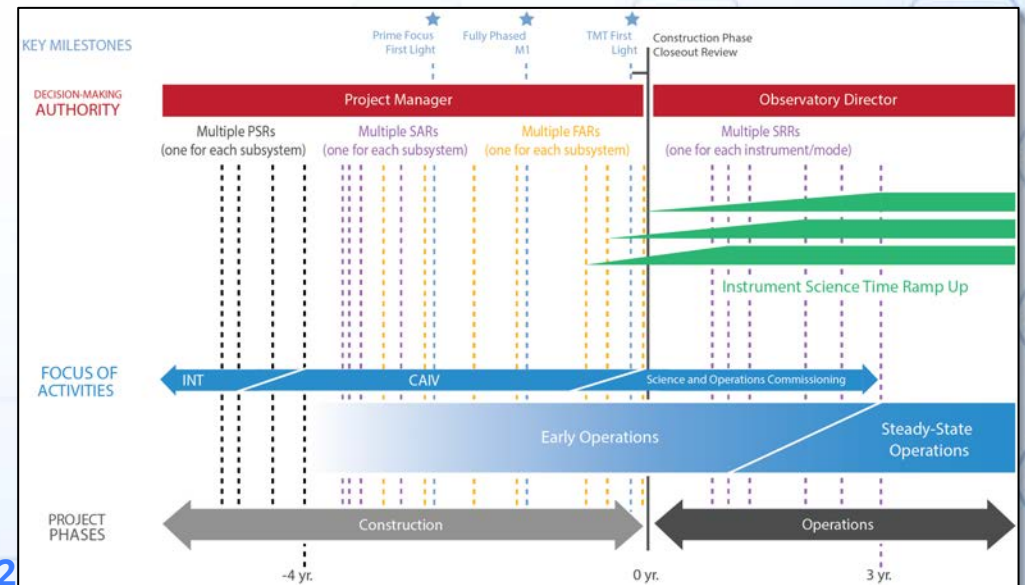 KEY MILESTONES
Prime Focus
First Light
Fully Phased
M1
TMT First
Light
Construction Phase
Closeout Review
DECISION-MAKING
AUTHORITY
Project Manager
Observatory Director
Multiple PSRs
(one for each subsystem)
Multiple SARs
(one for each subsystem)
Multiple FARs
(one for each subsystem)
Multiple SRRs
(one for each instrument/mode)
Instrument Science Time Ramp Up
FOCUS OF
ACTIVITIES
INT
CAIV
Science and Operations Commissioning
Early Operations
Steady-State
Operations
PROJECT
PHASES
Construction
Operations
2
-4 yr.
0 yr.
3 yr.